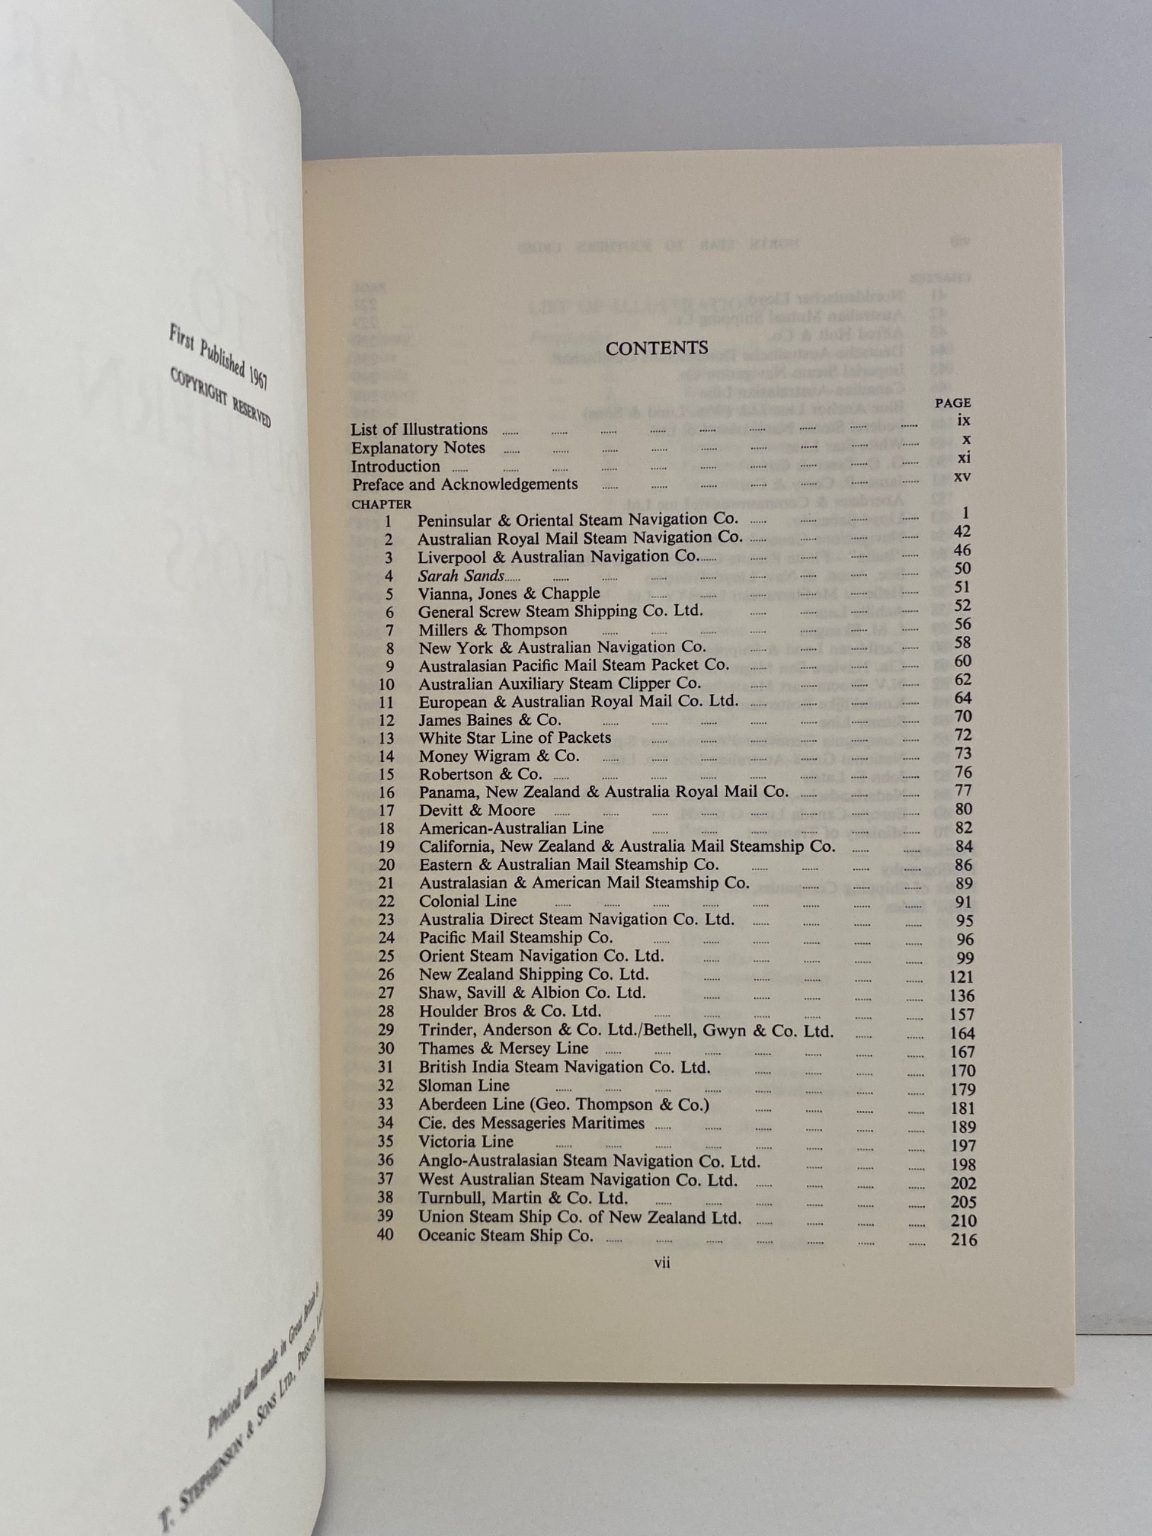 First Published 1967
COPYRIGHT RESERVED
Printed and made in Great Britain
T. STEPHENSON & SONS LTD.,
CONTENTS
PAGE
List of Illustrations ...... ...... ...... ...... ...... ...... ...... ...... ...... ix
Explanatory Notes ...... ...... ...... ...... ...... ...... ...... ...... ...... x
Introduction ...... ...... ...... ...... ...... ...... ...... ...... ...... ...... xi
Preface and Acknowledgements ...... ...... ...... ...... ...... ...... ...... xv
CHAPTER
1 Peninsular & Oriental Steam Navigation Co. ...... ...... ...... ...... 1
2 Australian Royal Mail Steam Navigation Co. ...... ...... ...... ...... 42
3 Liverpool & Australian Navigation Co....... ...... ...... ...... ...... 46
4 Sarah Sands...... ...... ...... ...... ...... ...... ...... ...... ...... 50
5 Vianna, Jones & Chapple ...... ...... ...... ...... ...... ...... 51
6 General Screw Steam Shipping Co. Ltd. ...... ...... ...... ...... 52
7 Millers & Thompson ...... ...... ...... ...... ...... ...... ...... 56
8 New York & Australian Navigation Co. ...... ...... ...... ...... 58
9 Australasian Pacific Mail Steam Packet Co. ...... ...... ...... ...... 60
10 Australian Auxiliary Steam Clipper Co. ...... ...... ...... ...... 62
11 European & Australian Royal Mail Co. Ltd. ...... ...... ...... ...... 64
12 James Baines & Co. ...... ...... ...... ...... ...... ...... ...... 70
13 White Star Line of Packets ...... ...... ...... ...... ...... ...... 72
14 Money Wigram & Co. ...... ...... ...... ...... ...... ...... ...... 73
15 Robertson & Co. ...... ...... ...... ...... ...... ...... ...... ...... 76
16 Panama, New Zealand & Australia Royal Mail Co. ...... ...... ...... 77
17 Devitt & Moore ...... ...... ...... ...... ...... ...... ...... ...... 80
18 American-Australian Line ...... ...... ...... ...... ...... ...... 82
19 California, New Zealand & Australia Mail Steamship Co. ...... ...... 84
20 Eastern & Australian Mail Steamship Co. ...... ...... ...... ...... 86
21 Australasian & American Mail Steamship Co. ...... ...... ...... 89
22 Colonial Line ...... ...... ...... ...... ...... ...... ...... ...... 91
23 Australia Direct Steam Navigation Co. Ltd. ...... ...... ...... ...... 95
24 Pacific Mail Steamship Co. ...... ...... ...... ...... ...... ...... 96
25 Orient Steam Navigation Co. Ltd. ...... ...... ...... ...... ...... 99
26 New Zealand Shipping Co. Ltd. ...... ...... ...... ...... ...... 121
27 Shaw, Savill & Albion Co. Ltd. ...... ...... ...... ...... ...... 136
28 Houlder Bros & Co. Ltd. ...... ...... ...... ...... ...... ...... 157
29 Trinder, Anderson & Co. Ltd./Bethell, Gwyn & Co. Ltd. ...... ...... 164
30 Thames & Mersey Line ...... ...... ...... ...... ...... ...... ...... 167
31 British India Steam Navigation Co. Ltd. ...... ...... ...... ...... 170
32 Sloman Line ...... ...... ...... ...... ...... ...... ...... ...... 179
33 Aberdeen Line (Geo. Thompson & Co.) ...... ...... ...... ...... 181
34 Cie. des Messageries Maritimes ...... ...... ...... ...... ...... ...... 189
35 Victoria Line ...... ...... ...... ...... ...... ...... ...... ...... 197
36 Anglo-Australasian Steam Navigation Co. Ltd. ...... ...... ...... 198
37 West Australian Steam Navigation Co. Ltd. ...... ...... ...... ...... 202
38 Turnbull, Martin & Co. Ltd. ...... ...... ...... ...... ...... ...... 205
39 Union Steam Ship Co. of New Zealand Ltd. ...... ...... ...... ...... 210
40 Oceanic Steam Ship Co. ...... ...... ...... ...... ...... ...... ...... 216
vii